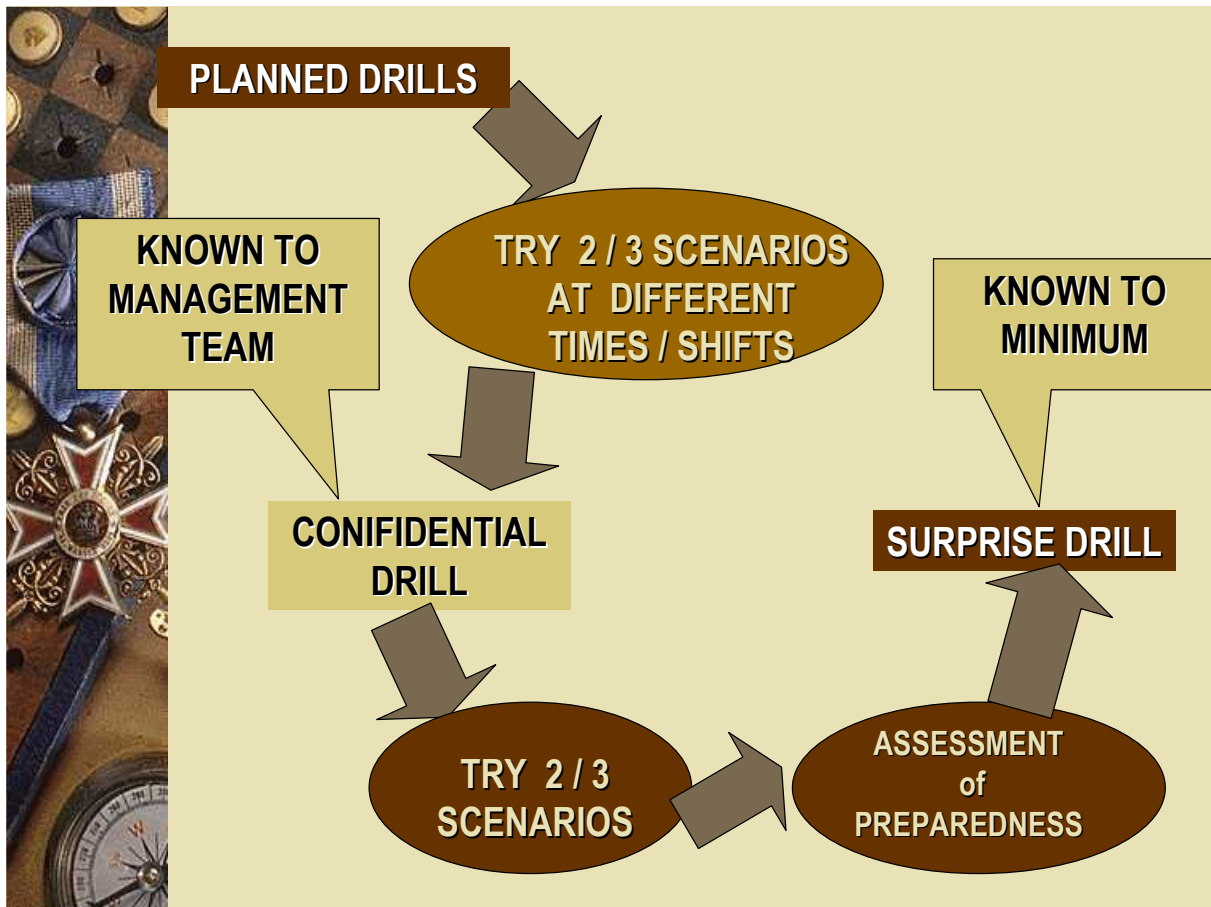 PLANNED DRILLS
TRY 2 / 3 SCENARIOS
AT DIFFERENT
TIMES / SHIFTS
KNOWN TO
MANAGEMENT
TEAM
CONIFIDENTIAL
DRILL
TRY 2 / 3
SCENARIOS
ASSESSMENT
of
PREPAREDNESS
KNOWN TO
MINIMUM
SURPRISE DRILL